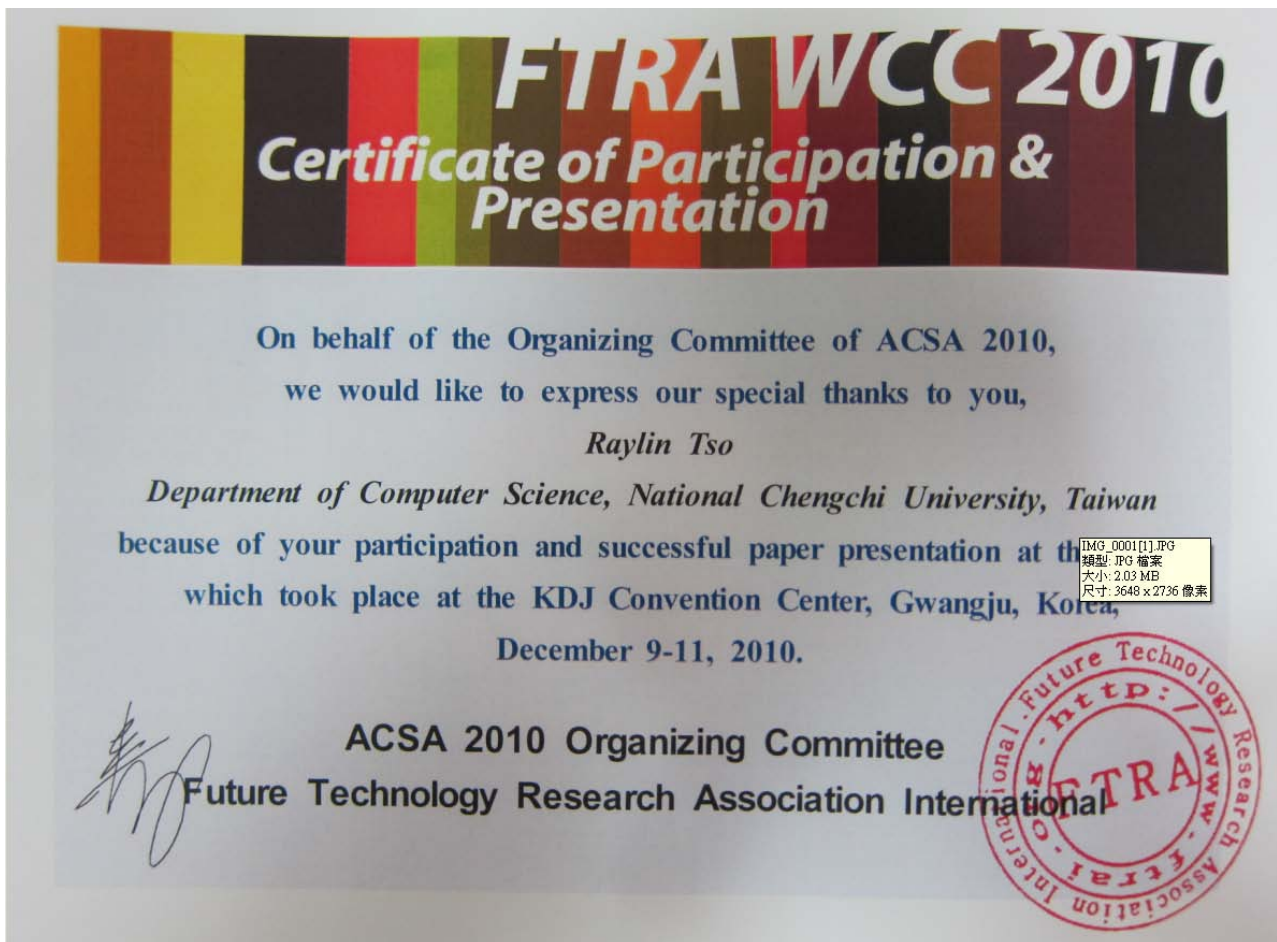 FTRA WCC 2010
Certificate of Participation &
Presentation
On behalf of the Organizing Committee of ACSA 2010,
we would like to express our special thanks to you,
Raylin Tso
Department of Computer Science, National Chengchi University, Taiwan
because of your participation and successful paper presentation at
IMG_0001[1].JPG
類型: JPG 檔案
大小: 2.03 MB
尺寸: 3648 x 2736 像素
which took place at the KDJ Convention Center, Gwangju, Korea,
December 9-11, 2010.
ACSA 2010 Organizing Committee
Future Technology Research Association International
Future Technology Research Association International
http://www.ftrai.org
FTRA